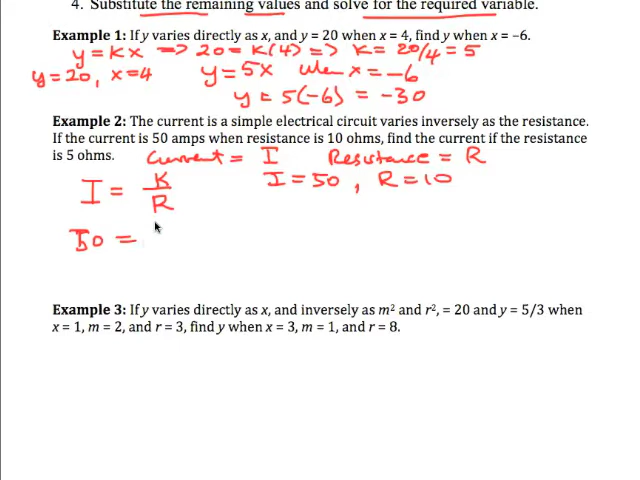 4. Substitute the remaining values and solve for the required variable.
Example 1: If y varies directly as x, and y = 20 when x = 4, find y when x = −6.
y = Kx => 20 = K(4) => K = 20/4 = 5
y = 20, x = 4 y = 5x when x = −6
y = 5(−6) = −30
Example 2: The current is a simple electrical circuit varies inversely as the resistance.
If the current is 50 amps when resistance is 10 ohms, find the current if the resistance
is 5 ohms. Current = I Resistance = R
I = K/R I = 50, R = 10
50 =
Example 3: If y varies directly as x, and inversely as m² and r², = 20 and y = 5/3 when
x = 1, m = 2, and r = 3, find y when x = 3, m = 1, and r = 8.